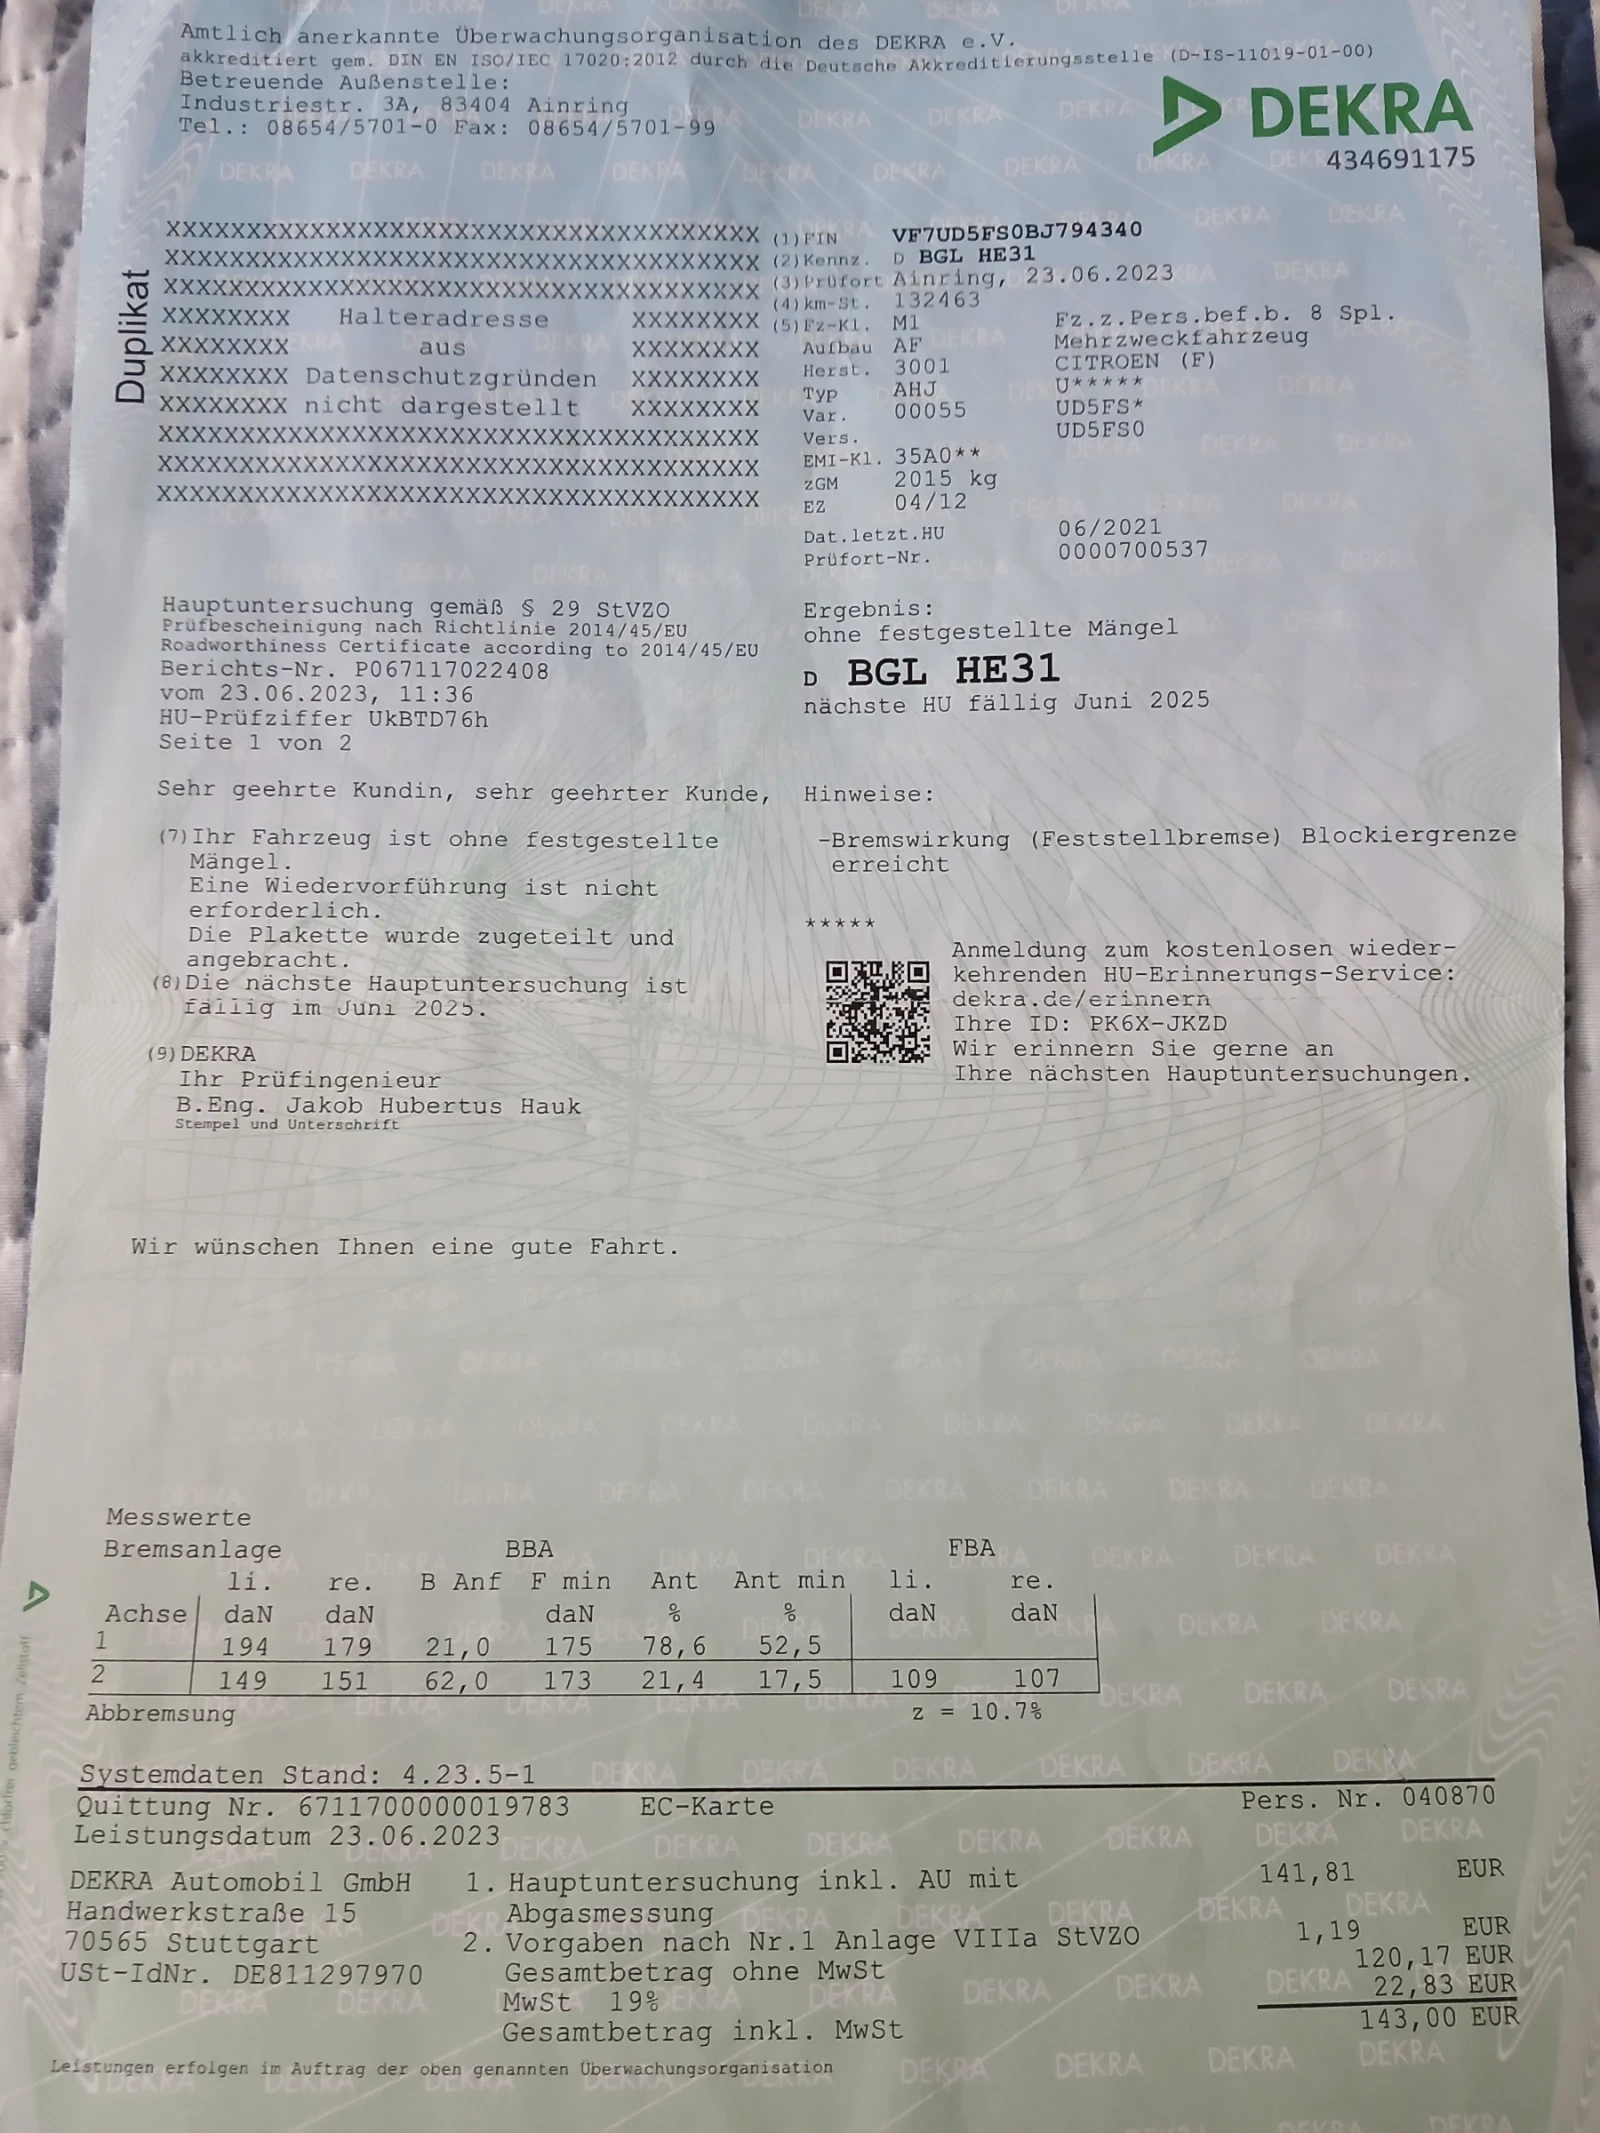 Amtlich anerkannte Überwachungsorganisation des DEKRA e.V.
akkreditiert gem. DIN EN ISO/IEC 17020:2012 durch die Deutsche Akkreditierungsstelle (D-IS-11019-01-00)
Betreuende Außenstelle:
Industriestr. 3A, 83404 Ainring
Tel.: 08654/5701-0 Fax: 08654/5701-99
DEKRA
434691175
Duplikat
XXXXXXXXXXXXXXXXXXXXXXXXXXXXXXXXXXXXX
XXXXXXXXXXXXXXXXXXXXXXXXXXXXXXXXXXXXX
XXXXXXXXXXXXXXXXXXXXXXXXXXXXXXXXXXXXX
XXXXXXXX Halteradresse XXXXXXXX
XXXXXXXX aus XXXXXXXX
XXXXXXXX Datenschutzgründen XXXXXXXX
XXXXXXXX nicht dargestellt XXXXXXXX
XXXXXXXXXXXXXXXXXXXXXXXXXXXXXXXXXXXXX
XXXXXXXXXXXXXXXXXXXXXXXXXXXXXXXXXXXXX
XXXXXXXXXXXXXXXXXXXXXXXXXXXXXXXXXXXXX
(1)FIN VF7UD5FS0BJ794340
(2)Kennz. D BGL HE31
(3)Prüfort Ainring, 23.06.2023
(4)km-St. 132463
(5)Fz-Kl. M1 Fz.z.Pers.bef.b. 8 Spl.
Aufbau AF Mehrzweckfahrzeug
Herst. 3001 CITROEN (F)
Typ AHJ U*****
Var. 00055 UD5FS*
Vers. UD5FS0
EMI-Kl. 35A0**
zGM 2015 kg
EZ 04/12
Dat.letzt.HU 06/2021
Prüfort-Nr. 0000700537
Hauptuntersuchung gemäß § 29 StVZO
Prüfbescheinigung nach Richtlinie 2014/45/EU
Roadworthiness Certificate according to 2014/45/EU
Berichts-Nr. P067117022408
vom 23.06.2023, 11:36
HU-Prüfziffer UkBTD76h
Seite 1 von 2
Ergebnis:
ohne festgestellte Mängel
D BGL HE31
nächste HU fällig Juni 2025
Sehr geehrte Kundin, sehr geehrter Kunde,
(7)Ihr Fahrzeug ist ohne festgestellte
Mängel.
Eine Wiedervorführung ist nicht
erforderlich.
Die Plakette wurde zugeteilt und
angebracht.
(8)Die nächste Hauptuntersuchung ist
fällig im Juni 2025.
(9)DEKRA
Ihr Prüfingenieur
B.Eng. Jakob Hubertus Hauk
Stempel und Unterschrift
Hinweise:
-Bremswirkung (Feststellbremse) Blockiergrenze
erreicht
*****
Anmeldung zum kostenlosen wieder-
kehrenden HU-Erinnerungs-Service:
dekra.de/erinnern
Ihre ID: PK6X-JKZD
Wir erinnern Sie gerne an
Ihre nächsten Hauptuntersuchungen.
Wir wünschen Ihnen eine gute Fahrt.
Messwerte
Bremsanlage BBA FBA
li. re. B Anf F min Ant Ant min li. re.
Achse daN daN daN % % daN daN
1 194 179 21,0 175 78,6 52,5
2 149 151 62,0 173 21,4 17,5 109 107
Abbremsung z = 10.7%
Systemdaten Stand: 4.23.5-1
Quittung Nr. 6711700000019783 EC-Karte Pers. Nr. 040870
Leistungsdatum 23.06.2023
DEKRA Automobil GmbH
Handwerkstraße 15
70565 Stuttgart
USt-IdNr. DE811297970
1. Hauptuntersuchung inkl. AU mit 141,81 EUR
Abgasmessung
2. Vorgaben nach Nr.1 Anlage VIIIa StVZO 1,19 EUR
Gesamtbetrag ohne MwSt 120,17 EUR
MwSt 19% 22,83 EUR
Gesamtbetrag inkl. MwSt 143,00 EUR
Leistungen erfolgen im Auftrag der oben genannten Überwachungsorganisation
chlorfrei gebleichtem Zellstoff